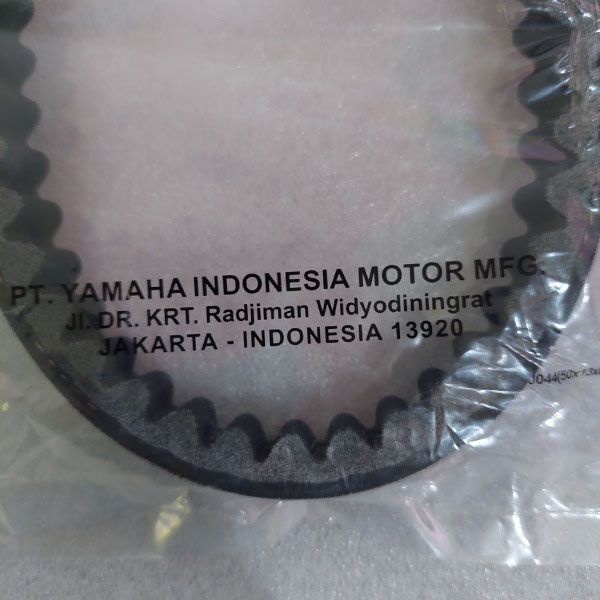 PT. YAMAHA INDONESIA MOTOR MFG.
Jl. DR. KRT. Radjiman Widyodiningrat
JAKARTA - INDONESIA 13920